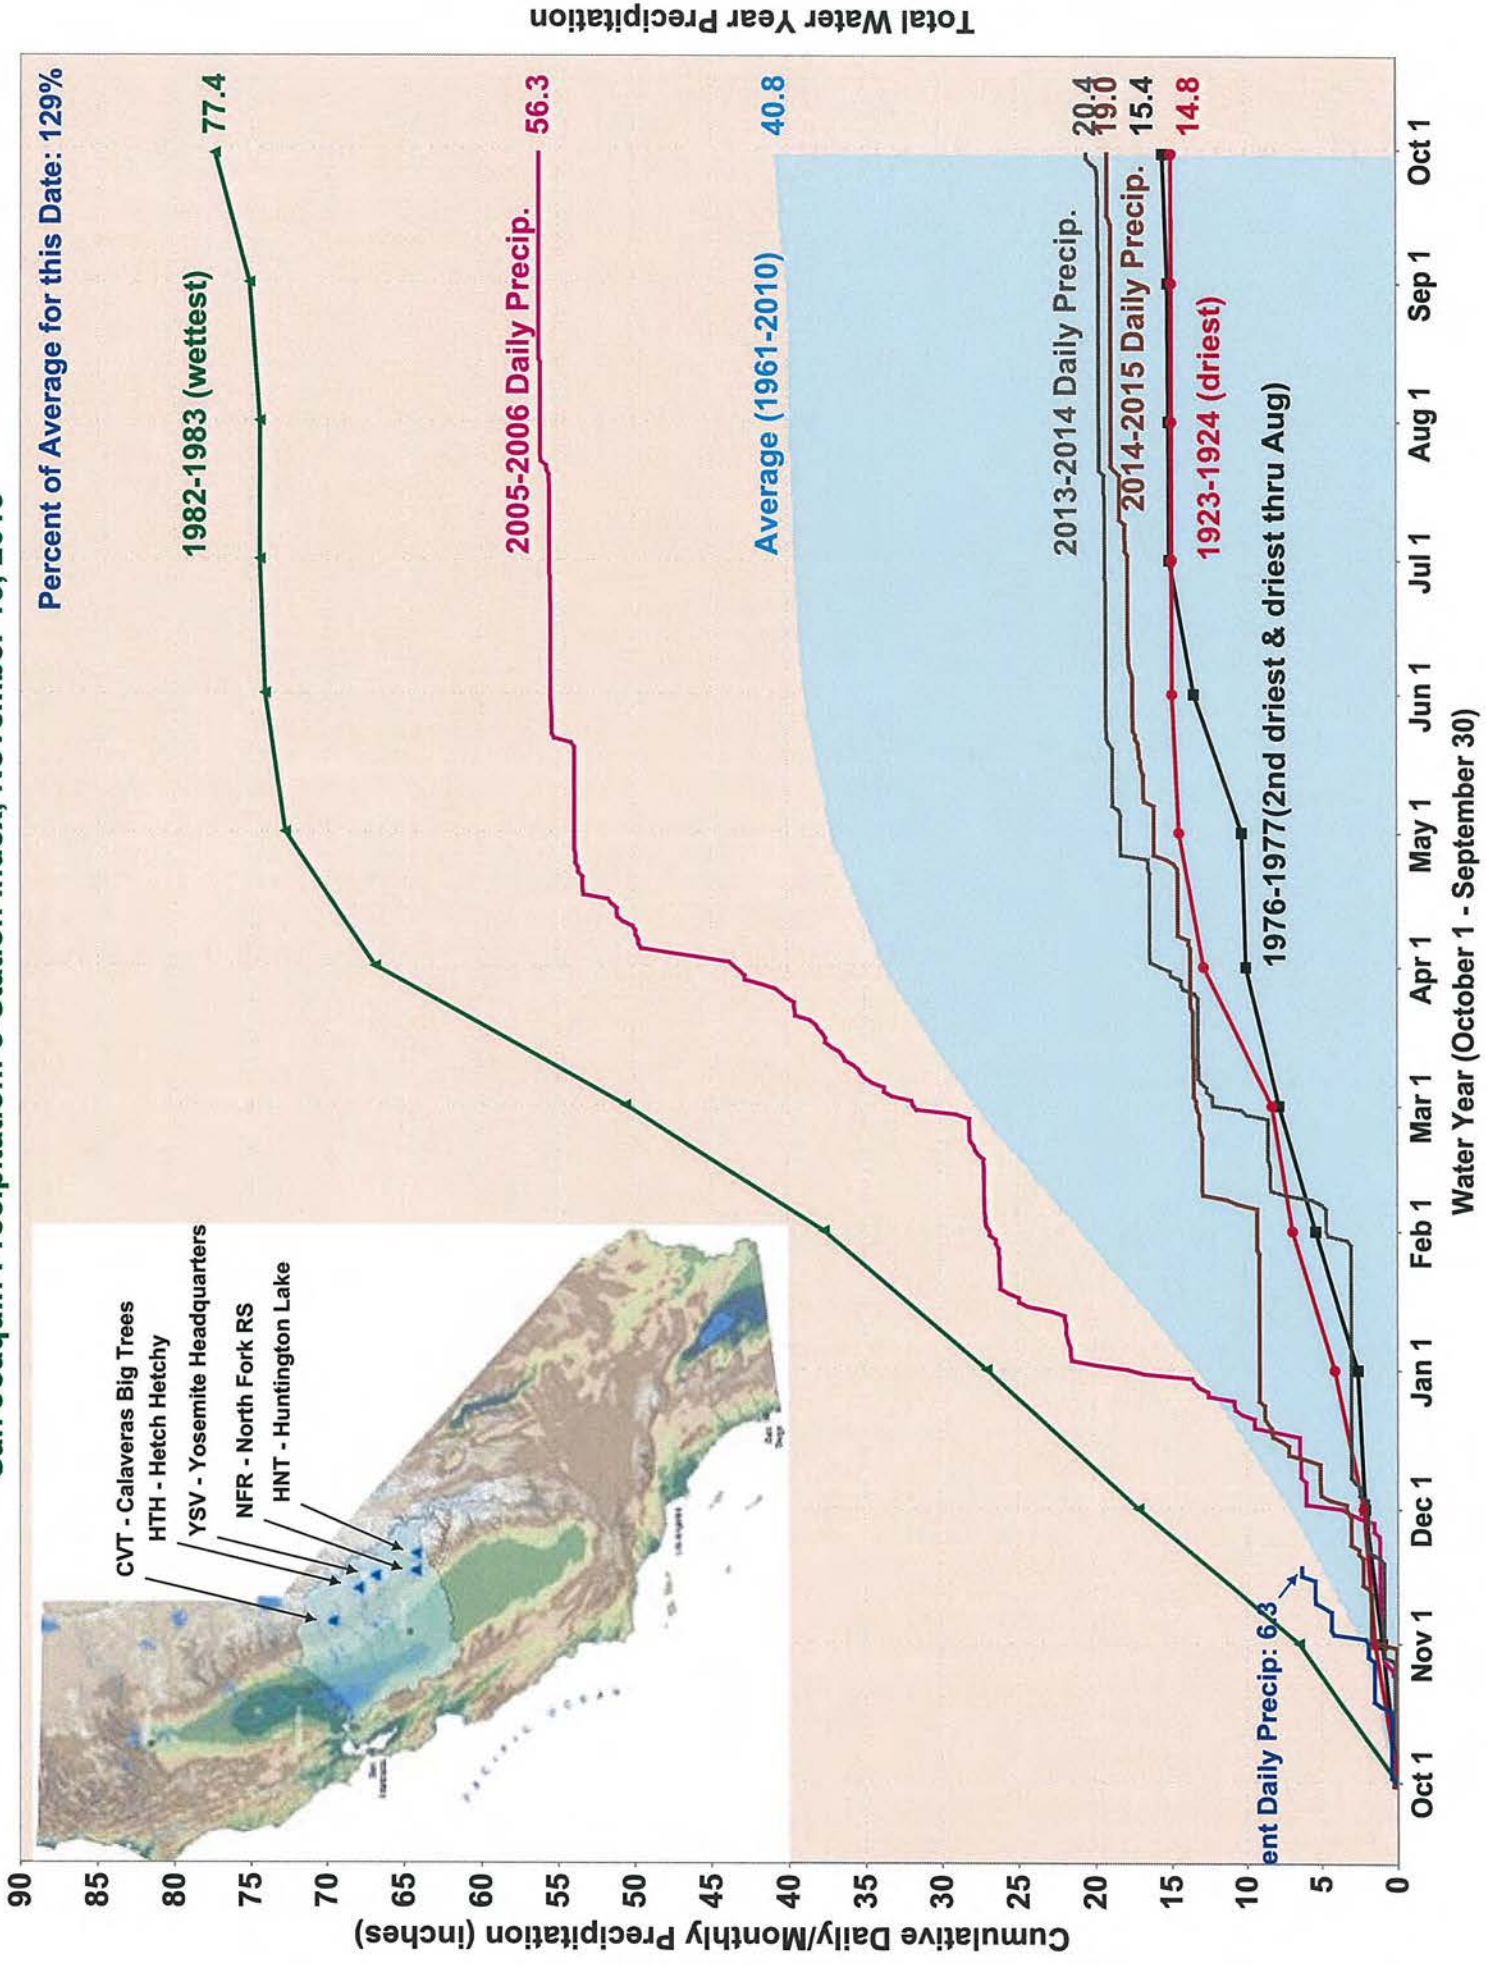 Percent of Average for this Date: 129%
CVT - Calaveras Big Trees
HTH - Hetch Hetchy
YSV - Yosemite Headquarters
NFR - North Fork RS
HNT - Huntington Lake
PACIFIC OCEAN
1982-1983 (wettest)
77.4
2005-2006 Daily Precip.
56.3
Average (1961-2010)
40.8
2013-2014 Daily Precip.
20.4
2014-2015 Daily Precip.
19.0
15.4
1923-1924 (driest)
14.8
1976-1977(2nd driest & driest thru Aug)
ent Daily Precip: 6.3
Cumulative Daily/Monthly Precipitation (inches)
90
85
80
75
70
65
60
55
50
45
40
35
30
25
20
15
10
5
0
Total Water Year Precipitation
Oct 1
Nov 1
Dec 1
Jan 1
Feb 1
Mar 1
Apr 1
May 1
Jun 1
Jul 1
Aug 1
Sep 1
Oct 1
Water Year (October 1 - September 30)